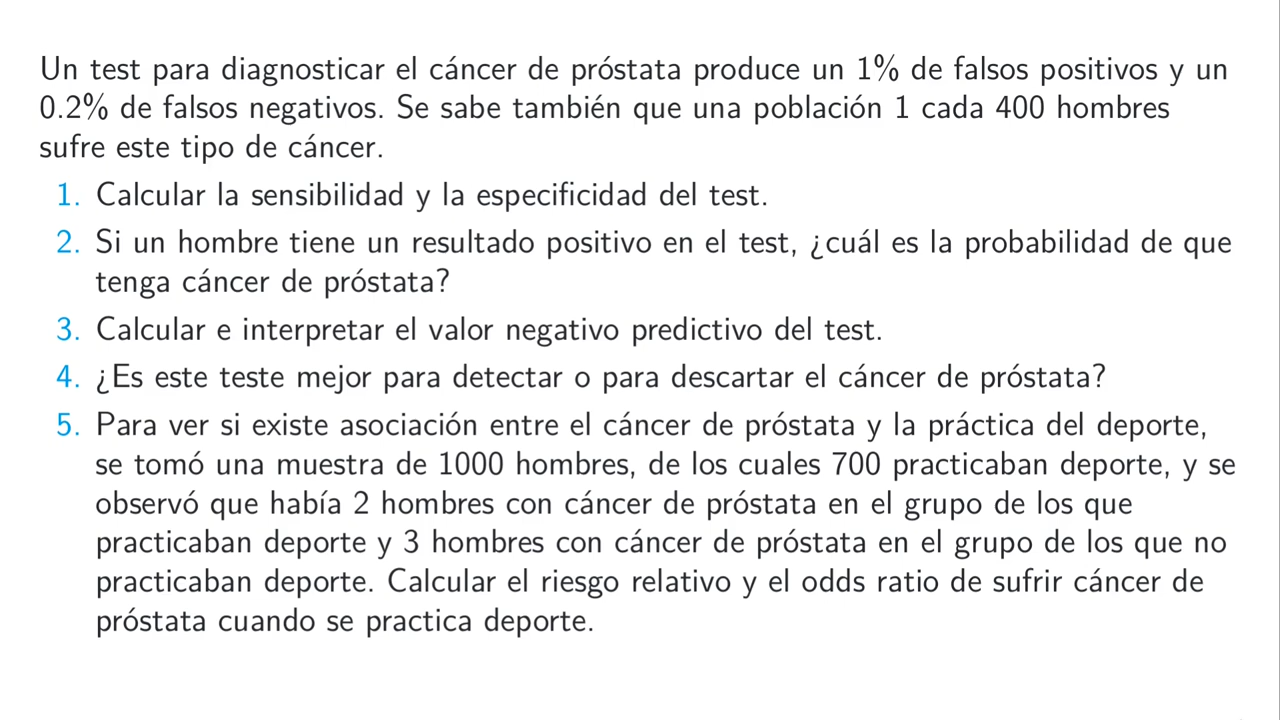 Un test para diagnosticar el cáncer de próstata produce un 1% de falsos positivos y un
0.2% de falsos negativos. Se sabe también que una población 1 cada 400 hombres
sufre este tipo de cáncer.
1. Calcular la sensibilidad y la especificidad del test.
2. Si un hombre tiene un resultado positivo en el test, ¿cuál es la probabilidad de que
tenga cáncer de próstata?
3. Calcular e interpretar el valor negativo predictivo del test.
4. ¿Es este teste mejor para detectar o para descartar el cáncer de próstata?
5. Para ver si existe asociación entre el cáncer de próstata y la práctica del deporte,
se tomó una muestra de 1000 hombres, de los cuales 700 practicaban deporte, y se
observó que había 2 hombres con cáncer de próstata en el grupo de los que
practicaban deporte y 3 hombres con cáncer de próstata en el grupo de los que no
practicaban deporte. Calcular el riesgo relativo y el odds ratio de sufrir cáncer de
próstata cuando se practica deporte.